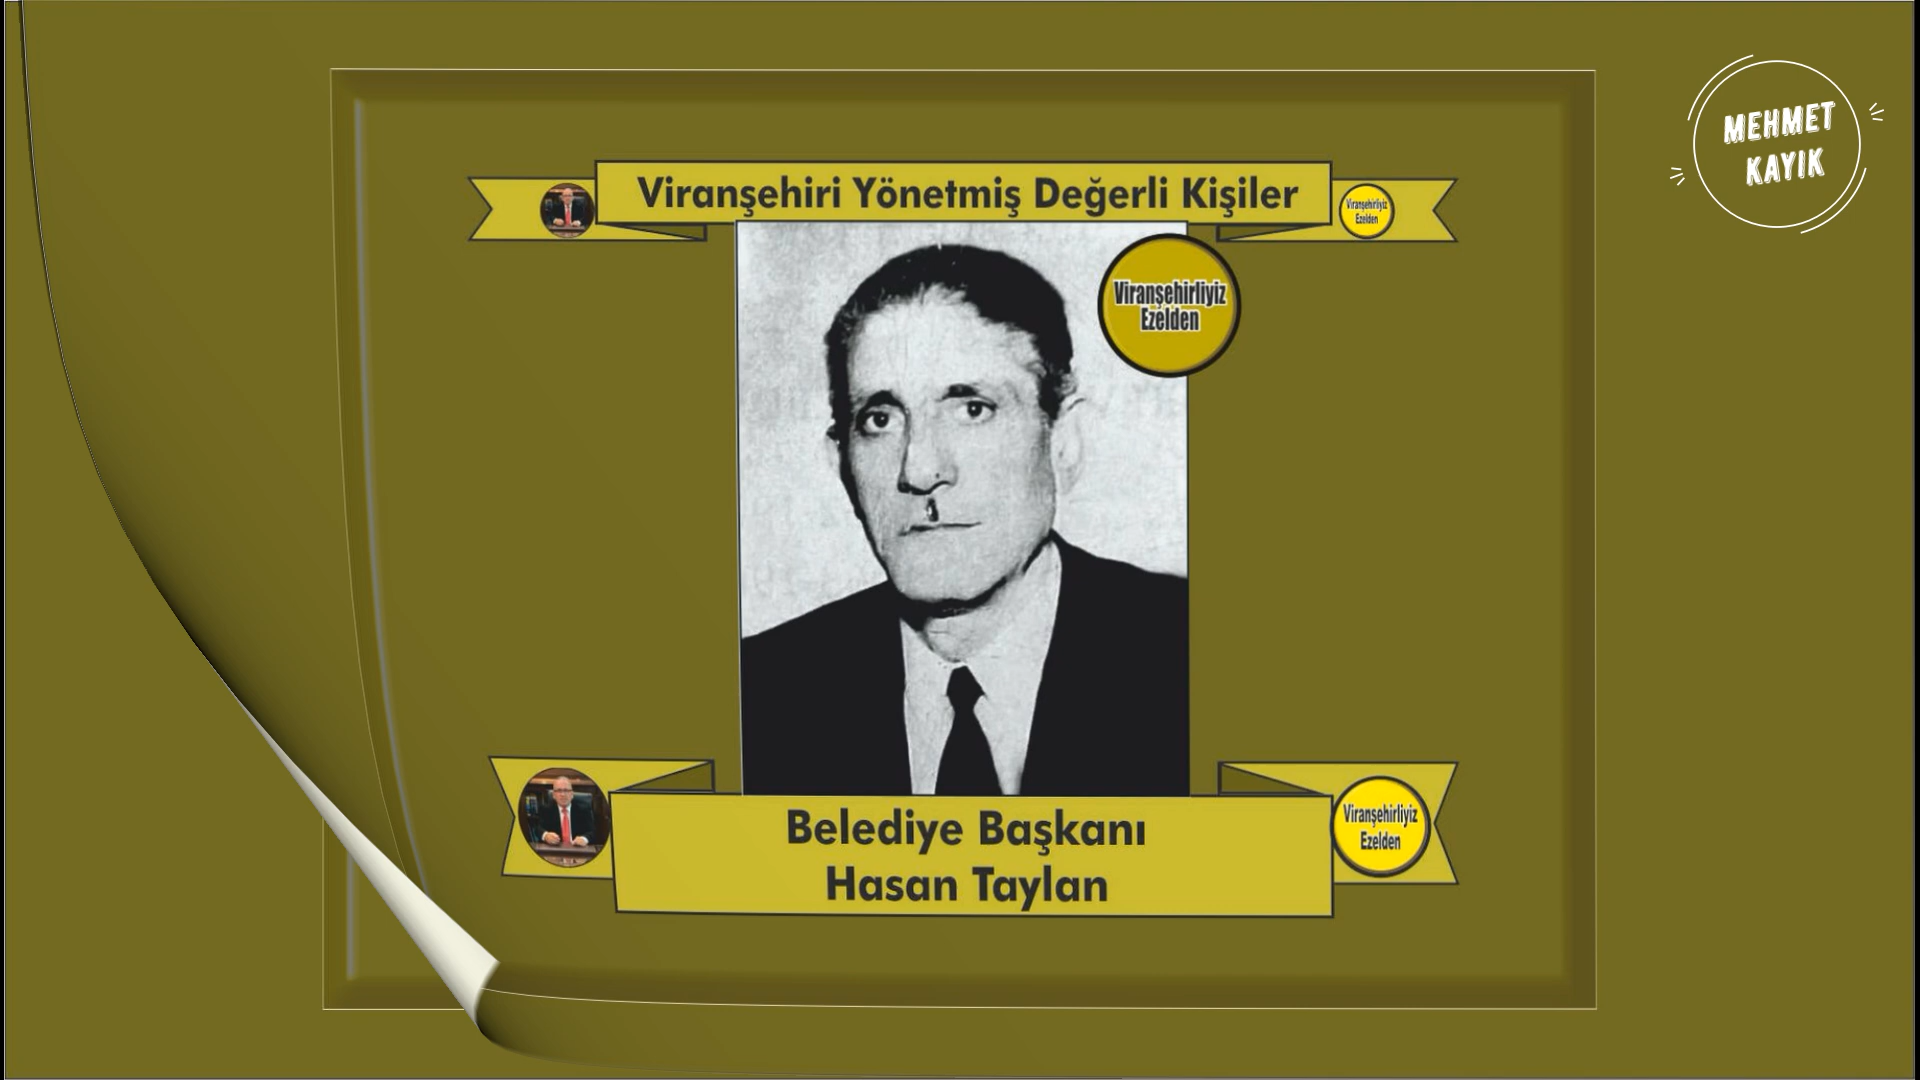 MEHMET
KAYIK
Viranşehiri Yönetmiş Değerli Kişiler
Viranşehirliyiz
Ezelden
Viranşehirliyiz
Ezelden
Belediye Başkanı
Hasan Taylan
Viranşehirliyiz
Ezelden